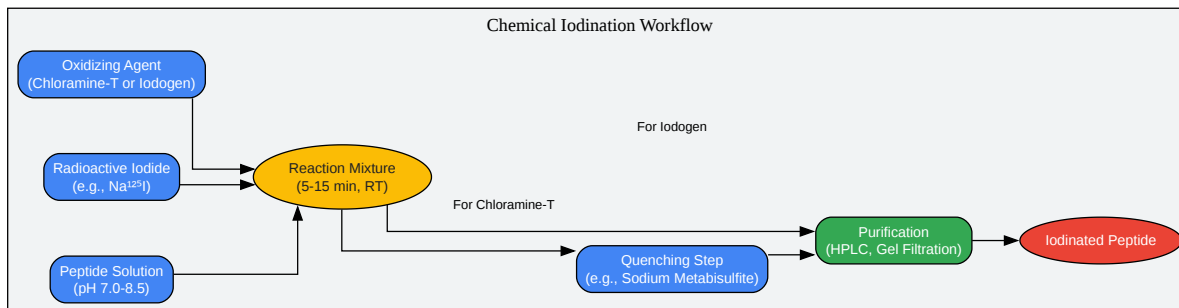 Chemical Iodination Workflow
Oxidizing Agent
(Chloramine-T or Iodogen)
For Iodogen
Radioactive Iodide
(e.g., Na¹²⁵I)
Reaction Mixture
(5-15 min, RT)
For Chloramine-T
Purification
(HPLC, Gel Filtration)
Iodinated Peptide
Peptide Solution
(pH 7.0-8.5)
Quenching Step
(e.g., Sodium Metabisulfite)